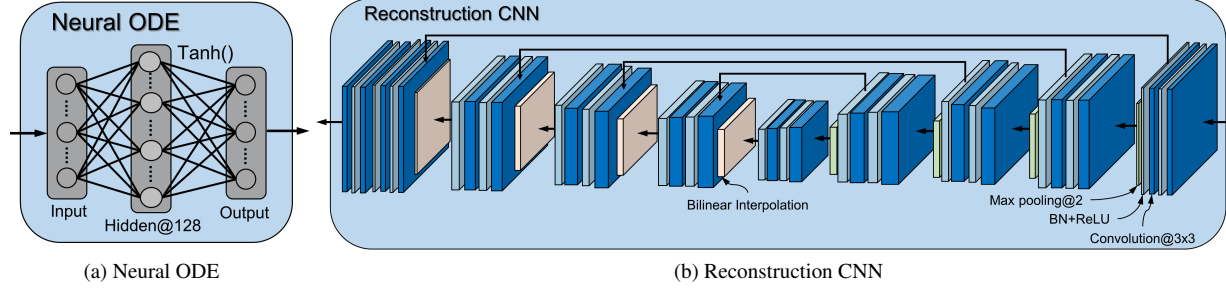 Neural ODE
Tanh()
Input
Output
Hidden@128
(a) Neural ODE
Reconstruction CNN
Bilinear Interpolation
Max pooling@2
BN+ReLU
Convolution@3x3
(b) Reconstruction CNN